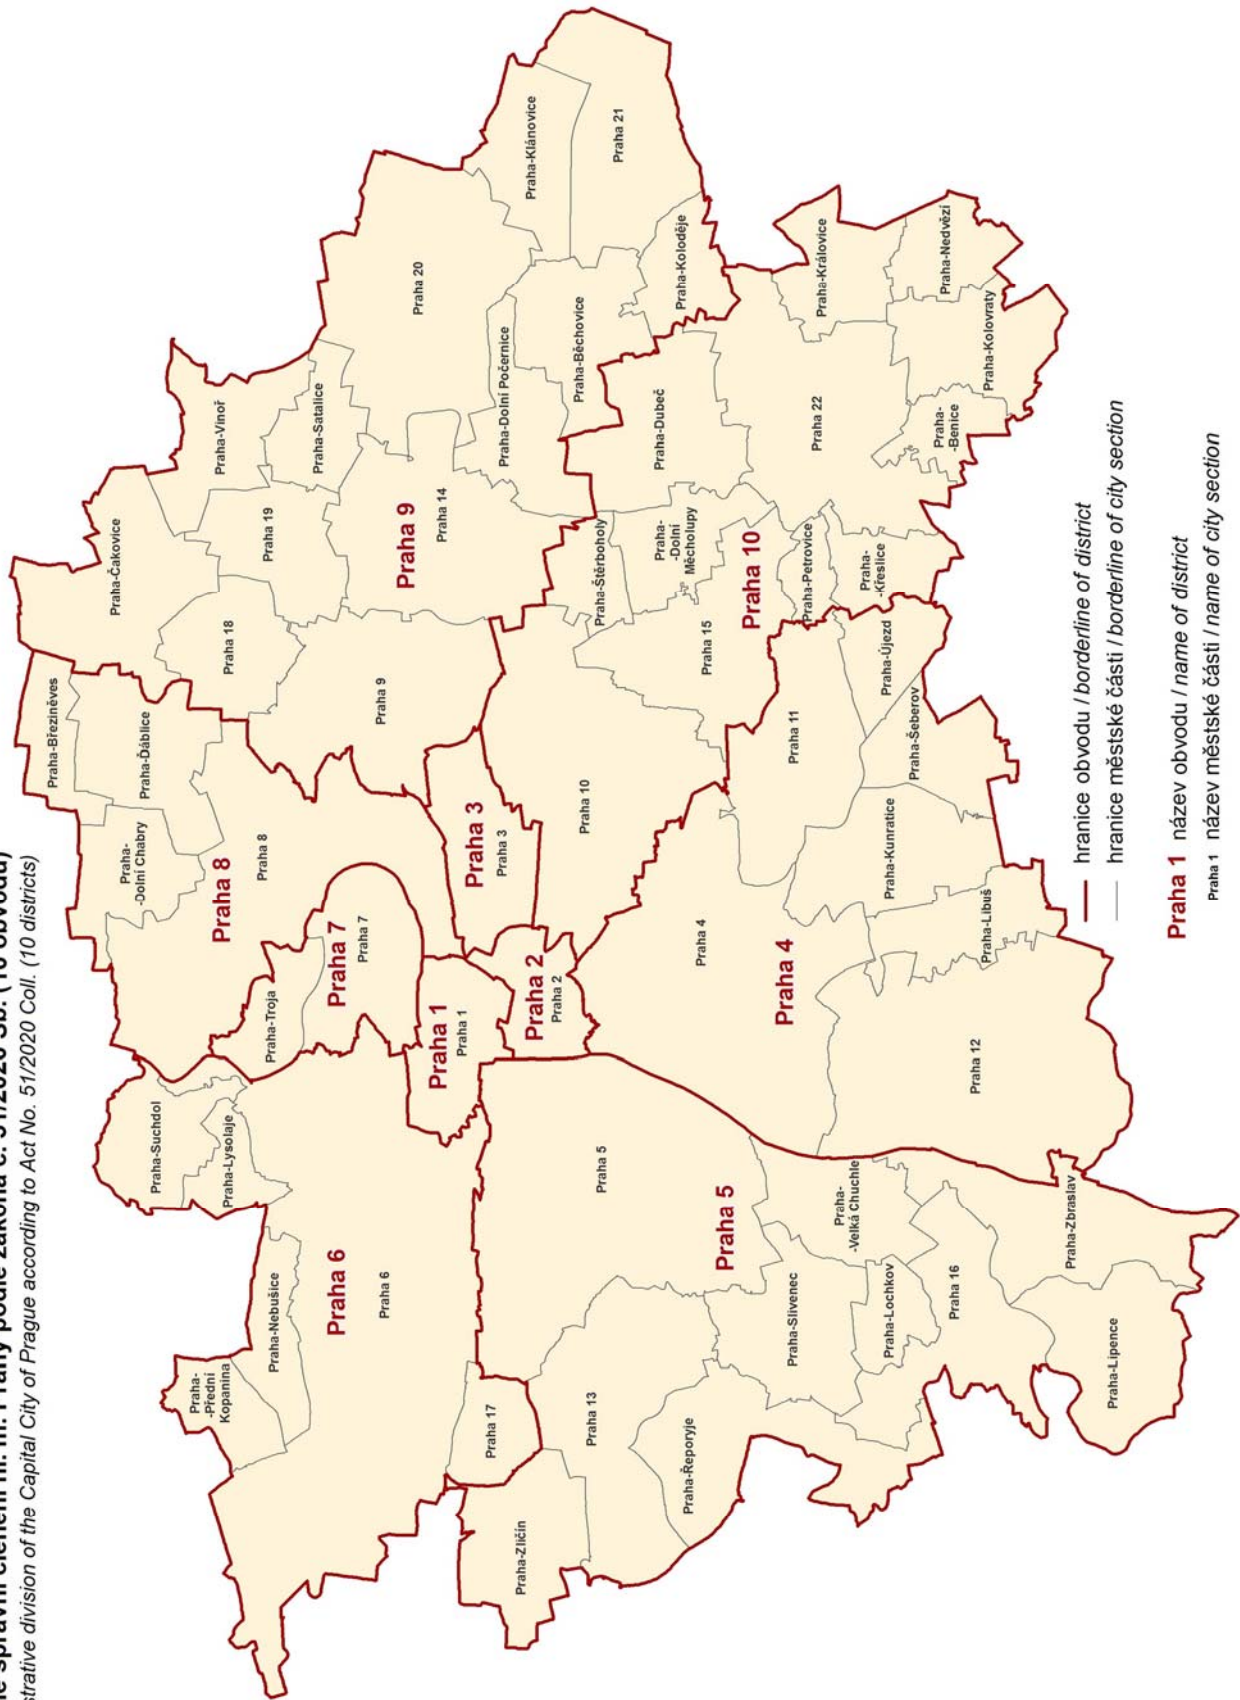 správní členění hl. m. Prahy podle zákona č. 51/2020 Sb. (10 obvodů)
division of the Capital City of Prague according to Act No. 51/2020 Coll. (10 districts)
Praha-Březiněves
Praha-Čakovice
Praha-
-Dolní Chabry
Praha-Ďáblice
Praha-Suchdol
Praha-
-Přední
Kopanina
Praha-Lysolaje
Praha 8
Praha 8
Praha 18
Praha-Vinoř
Praha-Nebušice
Praha-Troja
Praha 19
Praha-Satalice
Praha 6
Praha 6
Praha 7
Praha 7
Praha 9
Praha 9
Praha 14
Praha 20
Praha 1
Praha 1
Praha 3
Praha 3
Praha 17
Praha-Dolní Počernice
Praha-Klánovice
Praha-Zličín
Praha 2
Praha 2
Praha 13
Praha 5
Praha 5
Praha 10
Praha-Štěrboholy
Praha-Běchovice
Praha 21
Praha-Řeporyje
Praha-Dubeč
Praha-Koloděje
Praha-
-Dolní
Měcholupy
Praha 4
Praha 4
Praha 15
Praha 10
Praha-Slivenec
Praha 11
Praha-Petrovice
Praha 22
Praha-Královice
Praha-
-Velká Chuchle
Praha-
-Křeslice
Praha-Lochkov
Praha-Kunratice
Praha-Újezd
Praha-Šeberov
Praha-
-Benice
Praha-Nedvězí
Praha 16
Praha 12
Praha-Libuš
Praha-Kolovraty
Praha-Zbraslav
Praha-Lipence
hranice obvodu / borderline of district
hranice městské části / borderline of city section
Praha 1 název obvodu / name of district
Praha 1 název městské části / name of city section